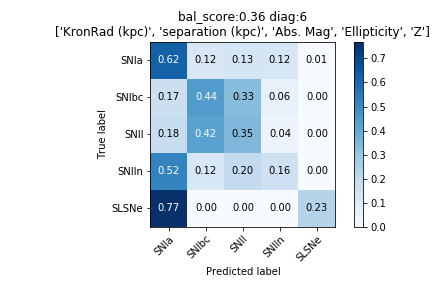 bal_score:0.36 diag:6
['KronRad (kpc)', 'separation (kpc)', 'Abs. Mag', 'Ellipticity', 'Z']
True label
SNIa 0.62 0.12 0.13 0.12 0.01
SNIbc 0.17 0.44 0.33 0.06 0.00
SNII 0.18 0.42 0.35 0.04 0.00
SNIIn 0.52 0.12 0.20 0.16 0.00
SLSNe 0.77 0.00 0.00 0.00 0.23
SNIa SNIbc SNII SNIIn SLSNe
Predicted label
0.7
0.6
0.5
0.4
0.3
0.2
0.1
0.0